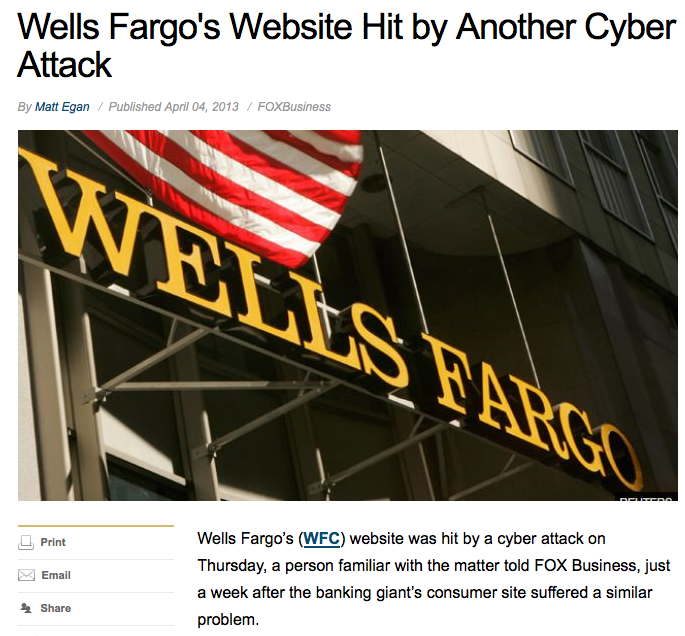 Wells Fargo's Website Hit by Another Cyber
Attack
By Matt Egan / Published April 04, 2013 / FOXBusiness
WELLS FARGO
REUTERS
Print
Email
Share
Wells Fargo’s (WFC) website was hit by a cyber attack on
Thursday, a person familiar with the matter told FOX Business, just
a week after the banking giant’s consumer site suffered a similar
problem.